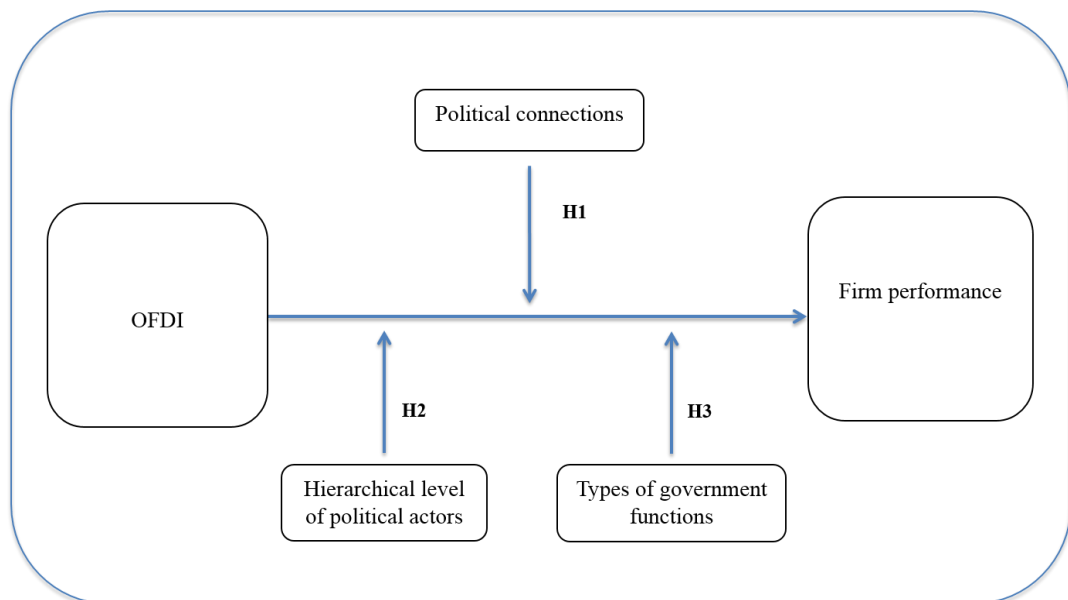 Political connections
H1
OFDI
Firm performance
H2
H3
Hierarchical level
of political actors
Types of government
functions